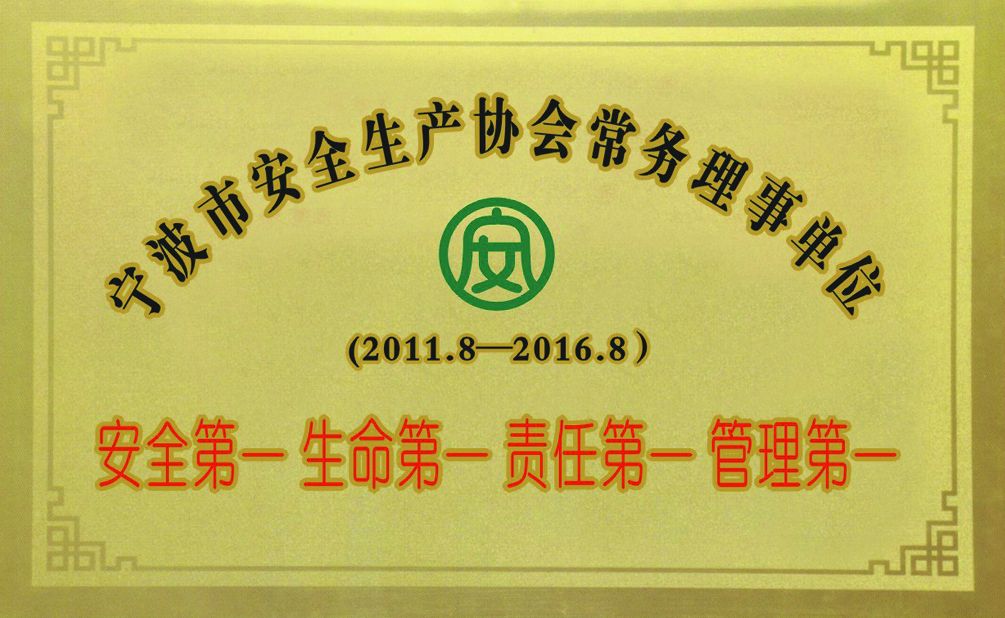 宁波市安全生产协会常务理事单位
安
(2011.8—2016.8)
安全第一 生命第一 责任第一 管理第一